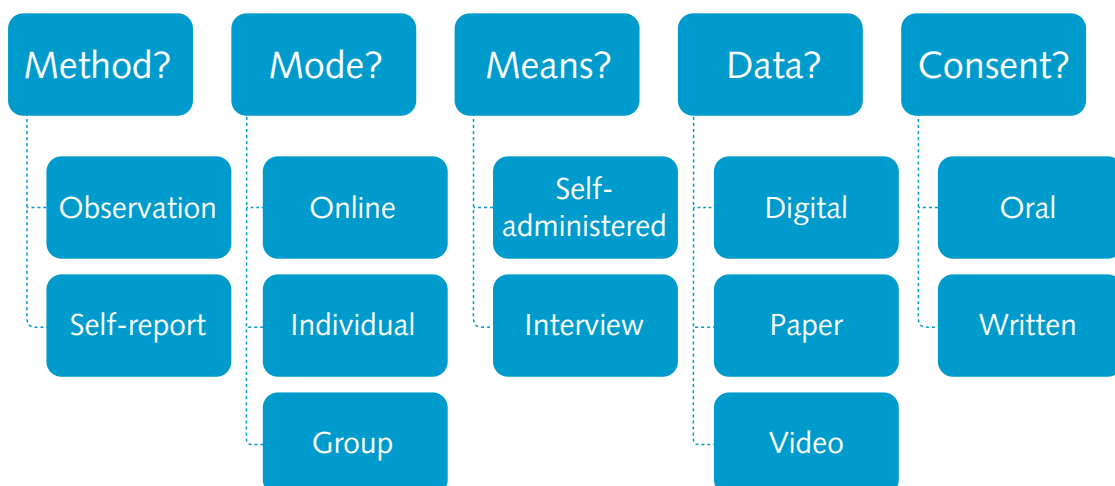 Method?
Observation
Self-report
Mode?
Online
Individual
Group
Means?
Self-
administered
Interview
Data?
Digital
Paper
Video
Consent?
Oral
Written